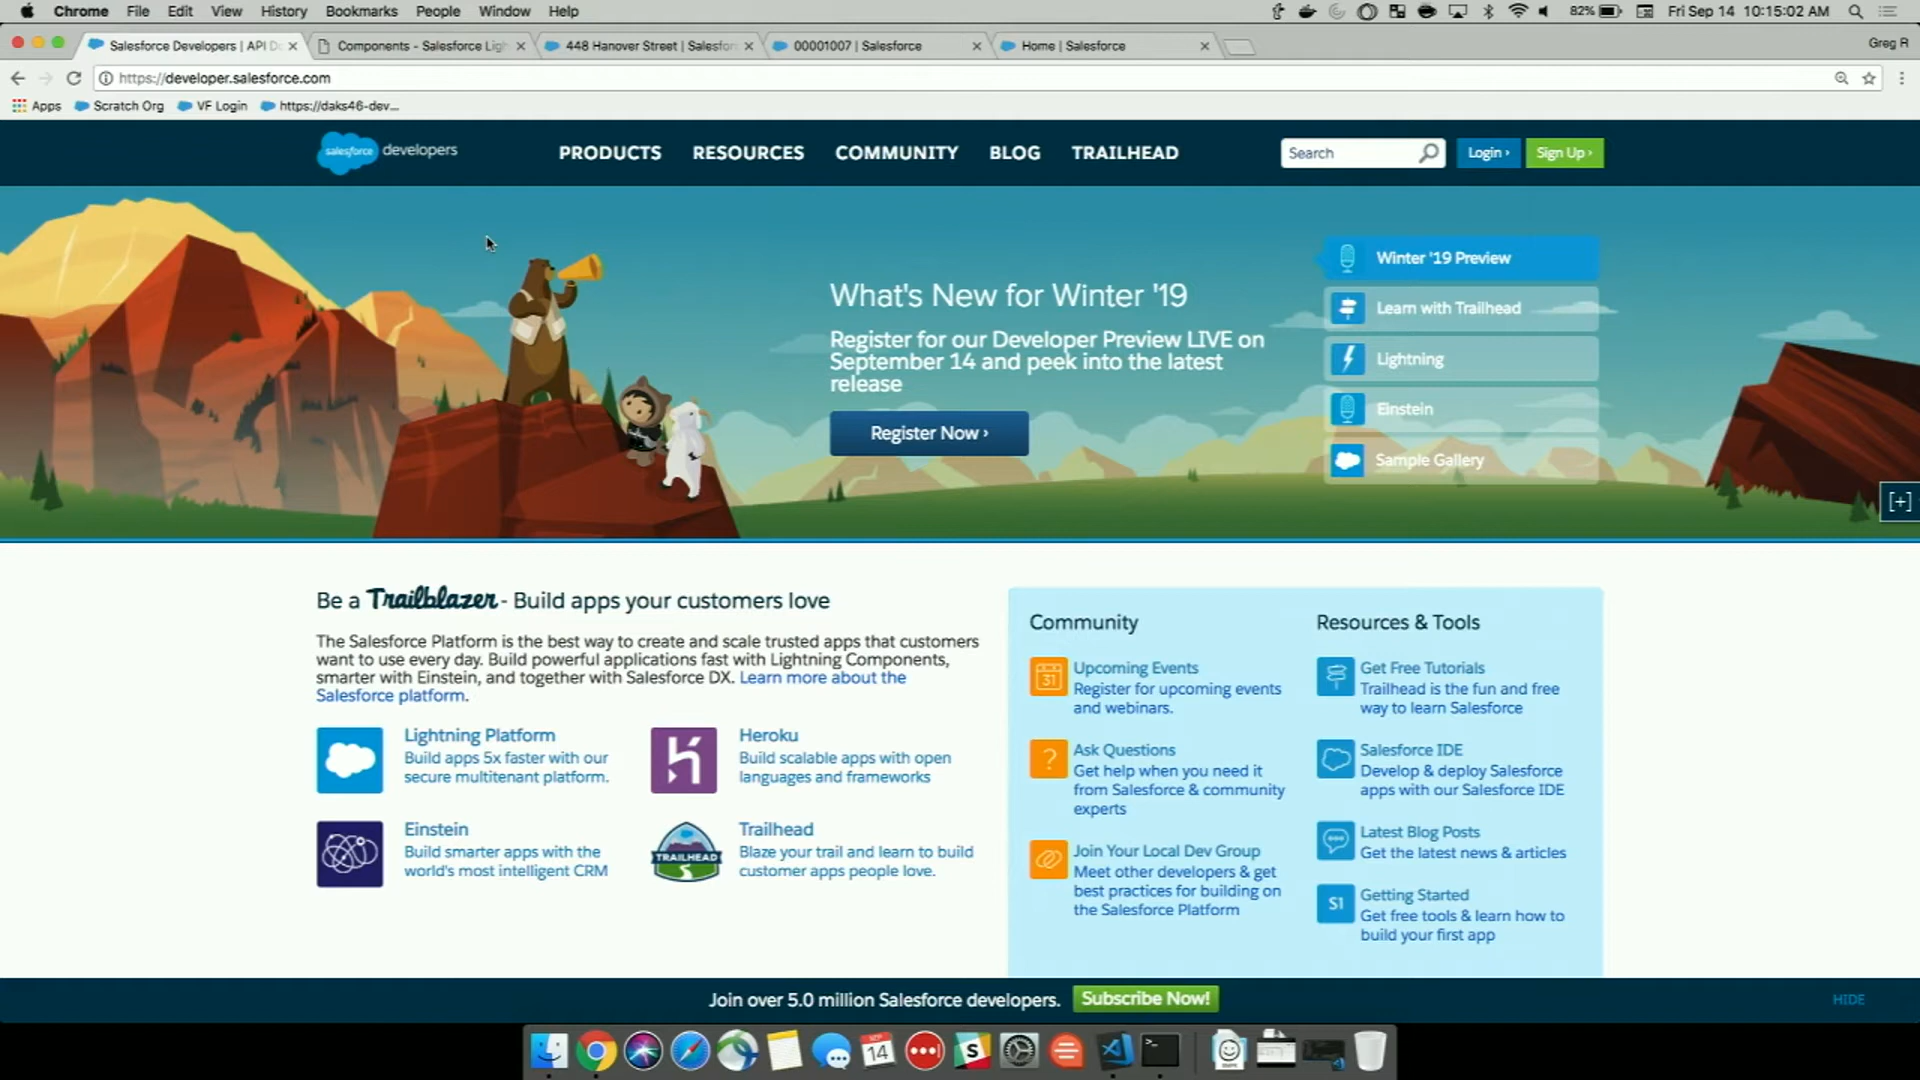 Chrome File Edit View History Bookmarks People Window Help 82% Fri Sep 14 10:15:02 AM
Salesforce Developers | API D Components - Salesforce Ligh 448 Hanover Street | Salesfor 00001007 | Salesforce Home | Salesforce Greg R
https://developer.salesforce.com
Apps Scratch Org VF Login https://daks46-dev...
salesforce developers PRODUCTS RESOURCES COMMUNITY BLOG TRAILHEAD Search Login › Sign Up ›
Winter '19 Preview
Learn with Trailhead
Lightning
Einstein
Sample Gallery
What's New for Winter '19
Register for our Developer Preview LIVE on
September 14 and peek into the latest
release
Register Now ›
[+]
Be a Trailblazer - Build apps your customers love
The Salesforce Platform is the best way to create and scale trusted apps that customers
want to use every day. Build powerful applications fast with Lightning Components,
smarter with Einstein, and together with Salesforce DX. Learn more about the
Salesforce platform.
Lightning Platform
Build apps 5x faster with our
secure multitenant platform.
Heroku
Build scalable apps with open
languages and frameworks
Einstein
Build smarter apps with the
world's most intelligent CRM
TRAILHEAD
Trailhead
Blaze your trail and learn to build
customer apps people love.
Community
31
Upcoming Events
Register for upcoming events
and webinars.
?
Ask Questions
Get help when you need it
from Salesforce & community
experts
Join Your Local Dev Group
Meet other developers & get
best practices for building on
the Salesforce Platform
Resources & Tools
Get Free Tutorials
Trailhead is the fun and free
way to learn Salesforce
Salesforce IDE
Develop & deploy Salesforce
apps with our Salesforce IDE
Latest Blog Posts
Get the latest news & articles
S1
Getting Started
Get free tools & learn how to
build your first app
Join over 5.0 million Salesforce developers. Subscribe Now! HIDE
14